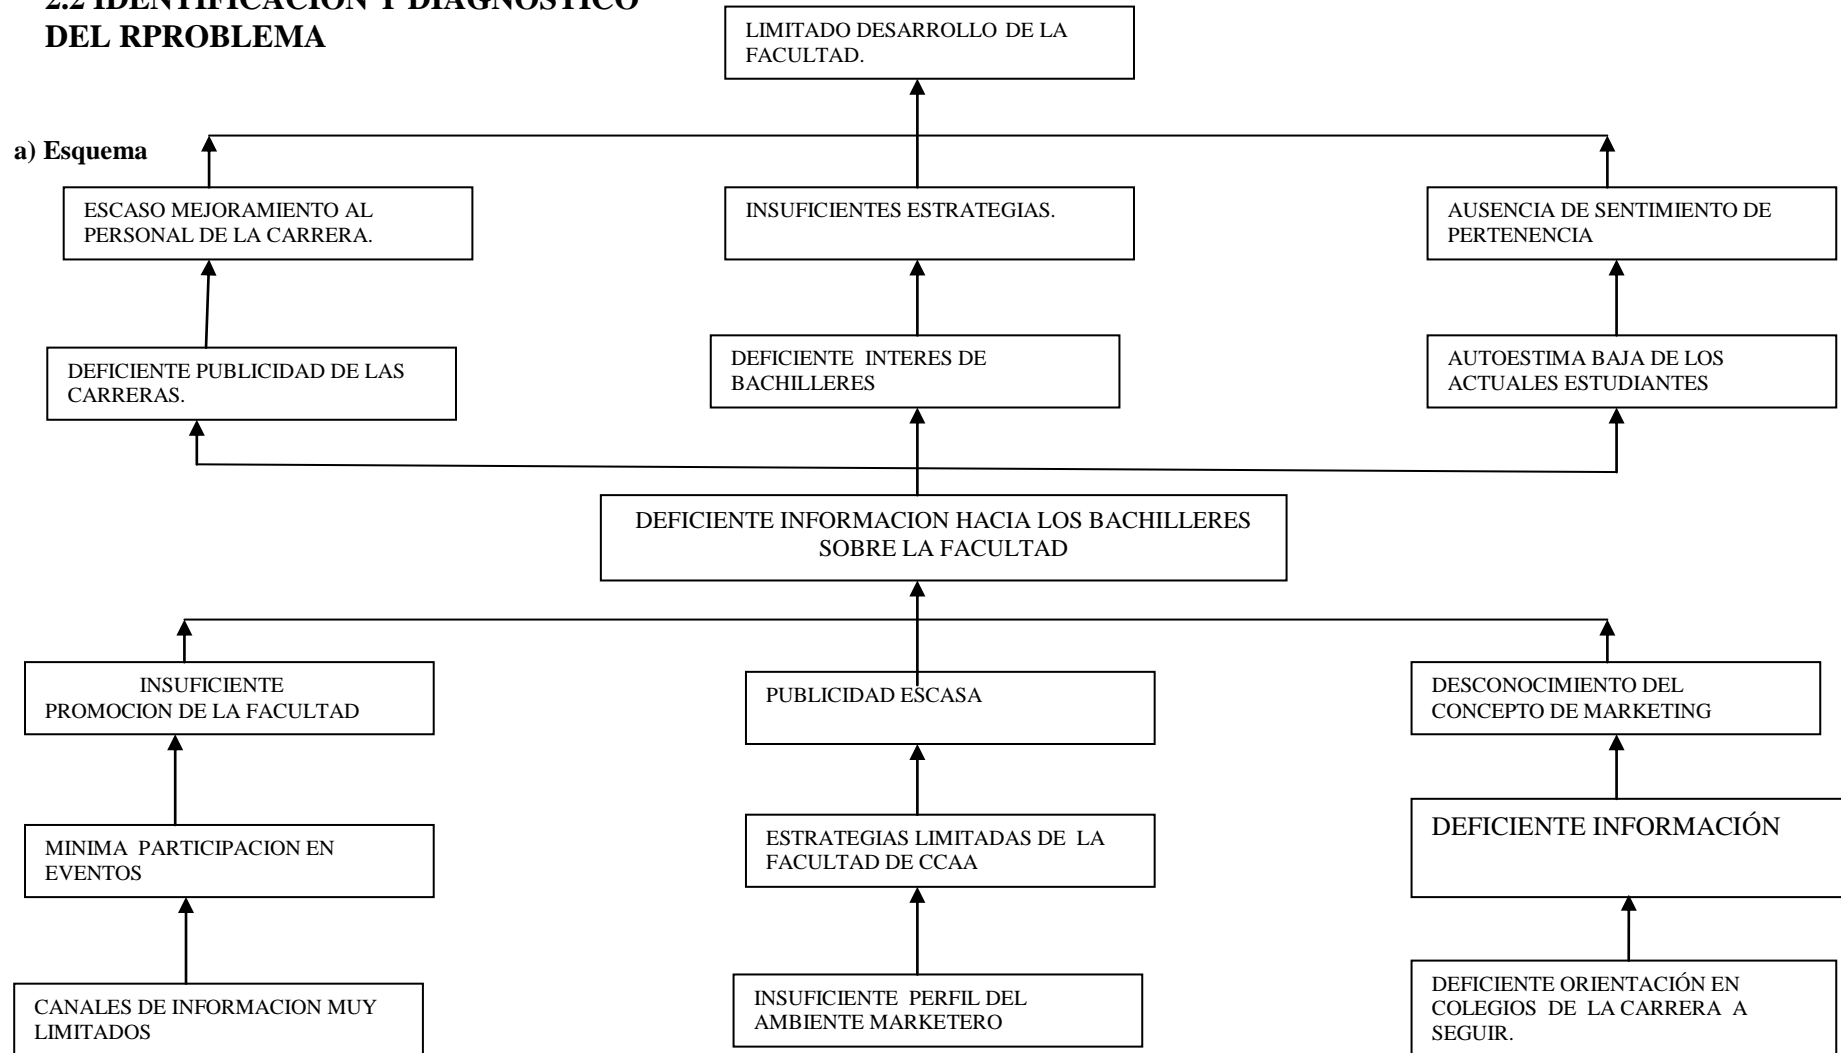 2.2 IDENTIFICACION Y DIAGNOSTICO
DEL RPROBLEMA
LIMITADO DESARROLLO DE LA
FACULTAD.
a) Esquema
ESCASO MEJORAMIENTO AL
PERSONAL DE LA CARRERA.
INSUFICIENTES ESTRATEGIAS.
AUSENCIA DE SENTIMIENTO DE
PERTENENCIA
DEFICIENTE PUBLICIDAD DE LAS
CARRERAS.
DEFICIENTE INTERES DE
BACHILLERES
AUTOESTIMA BAJA DE LOS
ACTUALES ESTUDIANTES
DEFICIENTE INFORMACION HACIA LOS BACHILLERES
SOBRE LA FACULTAD
INSUFICIENTE
PROMOCION DE LA FACULTAD
PUBLICIDAD ESCASA
DESCONOCIMIENTO DEL
CONCEPTO DE MARKETING
MINIMA PARTICIPACION EN
EVENTOS
ESTRATEGIAS LIMITADAS DE LA
FACULTAD DE CCAA
DEFICIENTE INFORMACIÓN
CANALES DE INFORMACION MUY
LIMITADOS
INSUFICIENTE PERFIL DEL
AMBIENTE MARKETERO
DEFICIENTE ORIENTACIÓN EN
COLEGIOS DE LA CARRERA A
SEGUIR.